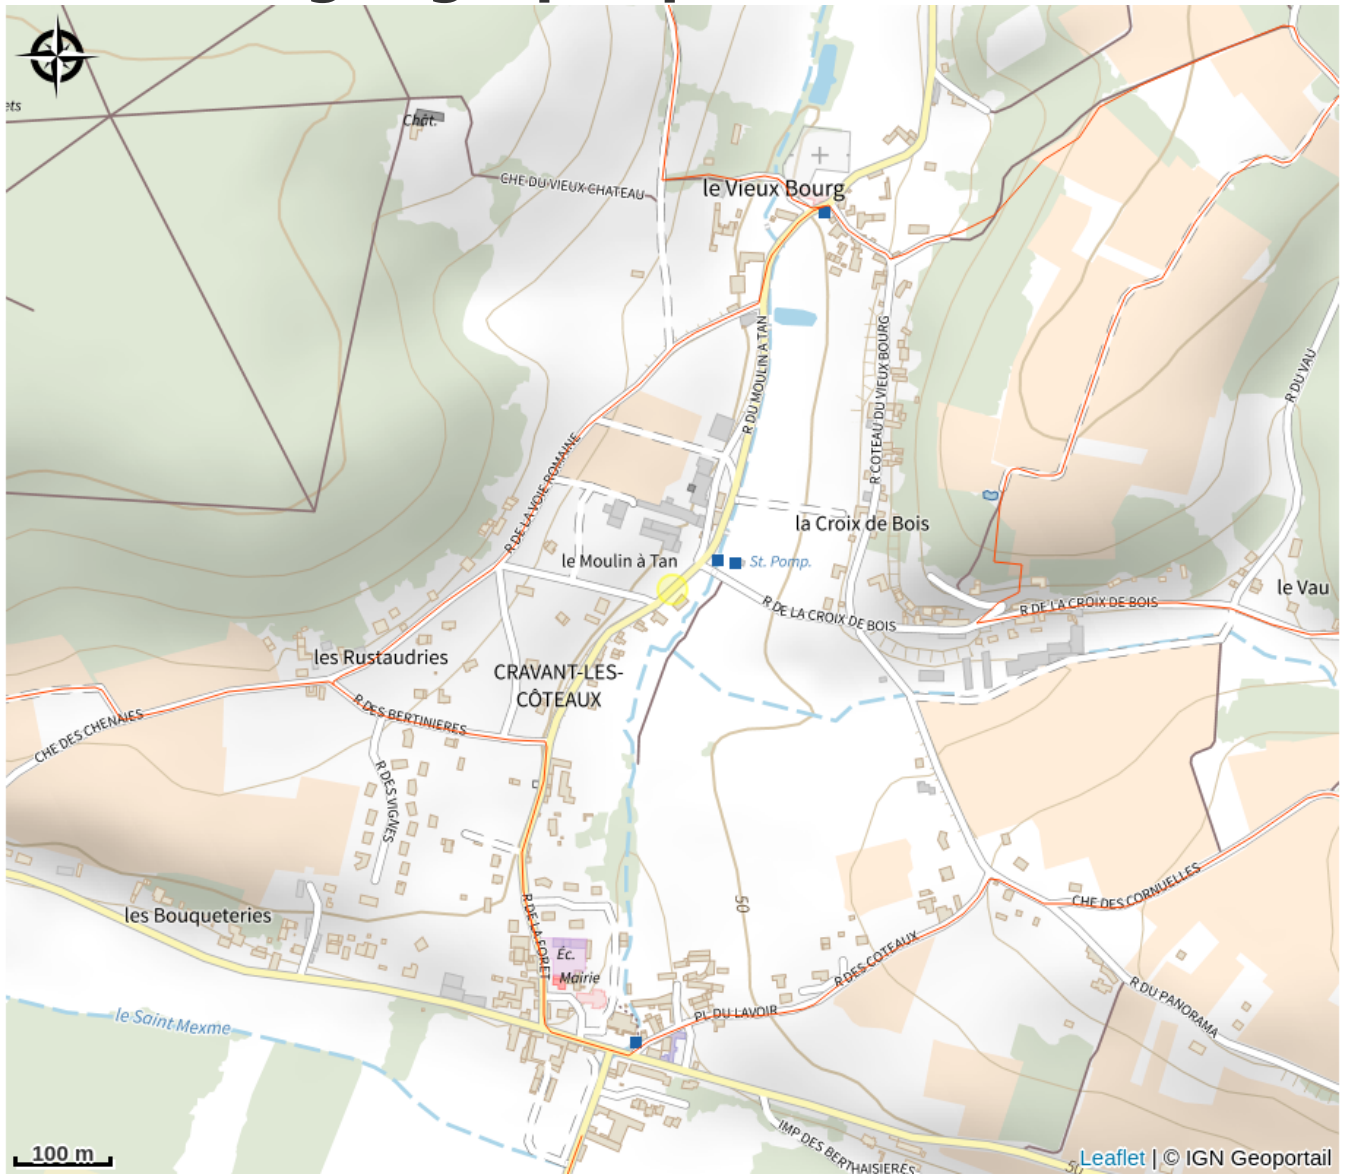 ets
Chât.
CHE DU VIEUX CHATEAU
le Vieux Bourg
R DU MOULIN A TAN
R COTEAU DU VIEUX BOURG
R DU VAU
R DE LA VOIE ROMAINE
la Croix de Bois
le Moulin à Tan
St. Pomp.
le Vau
R DE LA CROIX DE BOIS
R DE LA CROIX DE BOIS
les Rustaudries
CRAVANT-LES-
CÔTEAUX
R DES BERTINIERES
CHE DES CHENAIES
R DES VIGNES
CHE DES CORNUELLES
50
les Bouqueteries
R DE LA FORET
Éc.
Mairie
R DES COTEAUX
R DU PANORAMA
PL DU LAVOIR
le Saint Mexme
IMP DES BERTHAISIERES
50
100 m
Leaflet | © IGN Geoportail